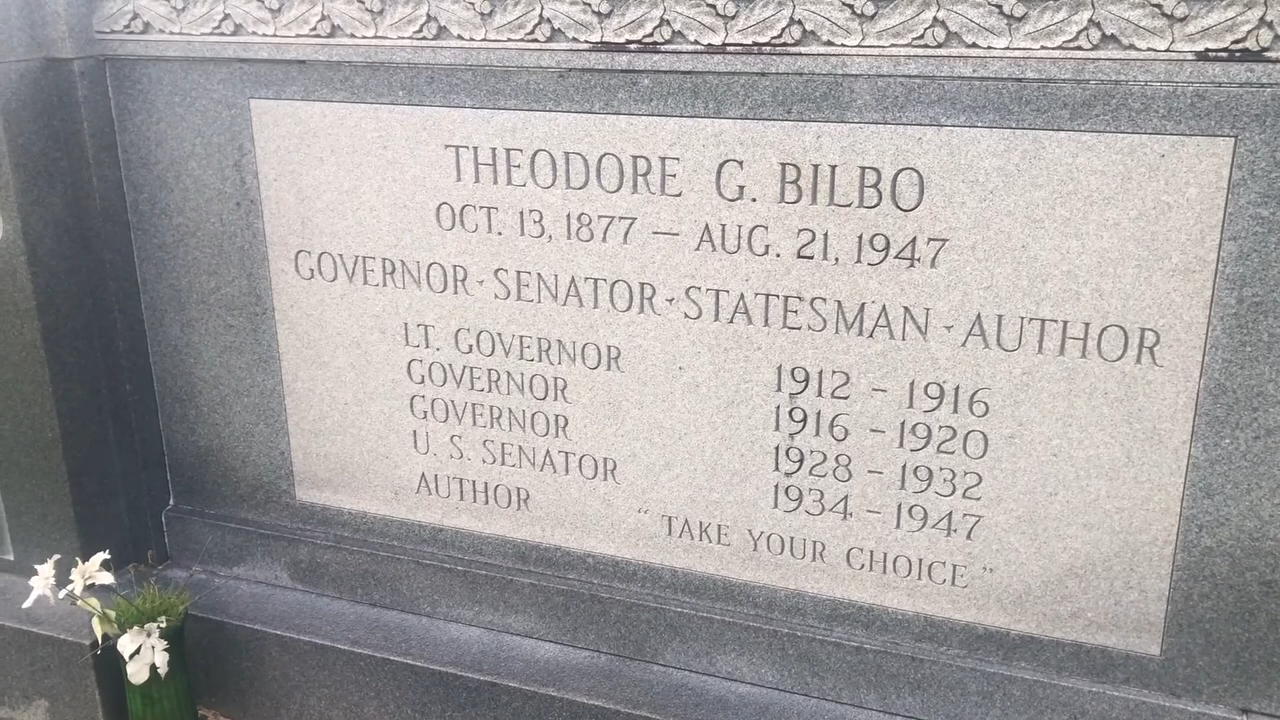 THEODORE G. BILBO
OCT. 13, 1877 — AUG. 21, 1947
GOVERNOR - SENATOR - STATESMAN - AUTHOR
LT. GOVERNOR 1912 - 1916
GOVERNOR 1916 - 1920
GOVERNOR 1928 - 1932
U. S. SENATOR 1934 - 1947
AUTHOR “ TAKE YOUR CHOICE ”